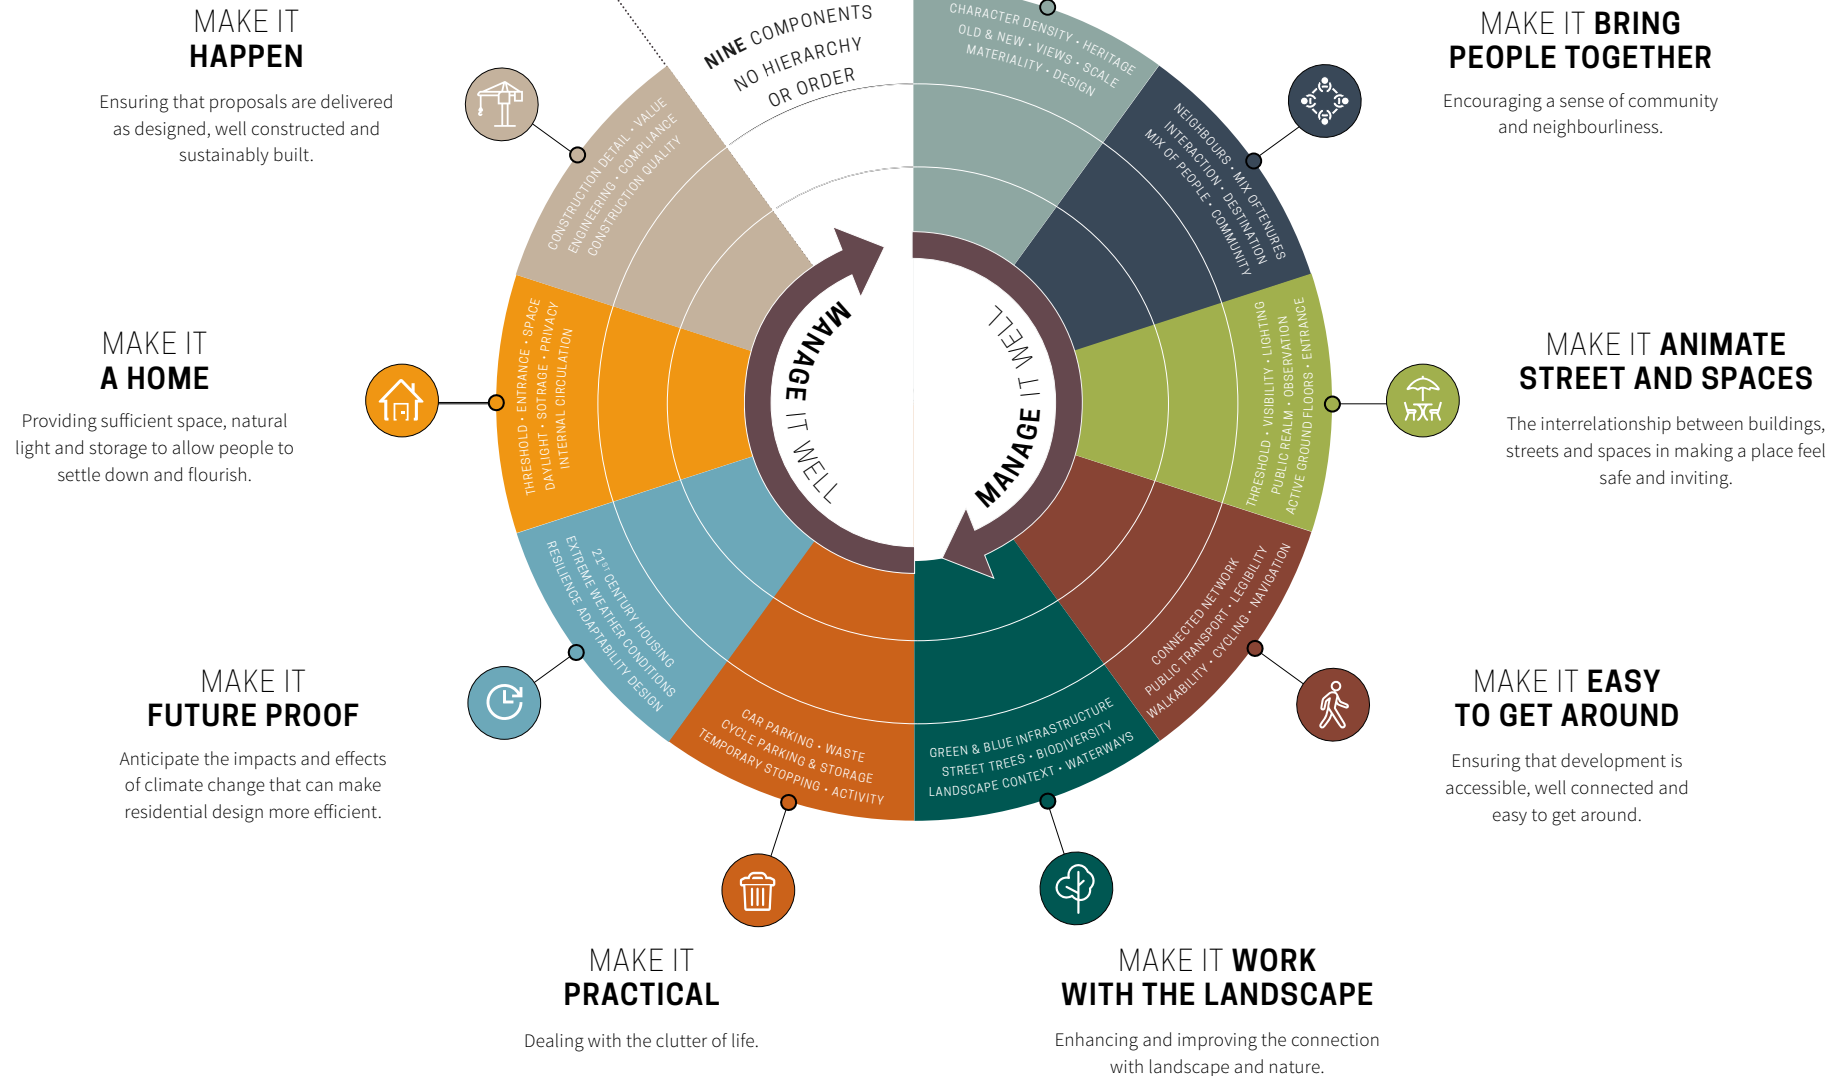 MAKE IT
HAPPEN
Ensuring that proposals are delivered
as designed, well constructed and
sustainably built.
NINE COMPONENTS
NO HIERARCHY
OR ORDER
CHARACTER DENSITY • HERITAGE
OLD & NEW • VIEWS • SCALE
MATERIALITY • DESIGN
MAKE IT BRING
PEOPLE TOGETHER
Encouraging a sense of community
and neighbourliness.
CONSTRUCTION DETAIL • VALUE
ENGINEERING • COMPLIANCE
CONSTRUCTION QUALITY
NEIGHBOURS • MIX OFTENURES
INTERACTION • DESTINATION
MIX OF PEOPLE • COMMUNITY
MAKE IT
A HOME
Providing sufficient space, natural
light and storage to allow people to
settle down and flourish.
THRESHOLD • ENTRANCE • SPACE
DAYLIGHT • SOTRAGE • PRIVACY
INTERNAL CIRCULATION
MANAGE IT WELL
MANAGE IT WELL
THRESHOLD • VISIBILITY • LIGHTING
PUBLIC REALM • OBSERVATION
ACTIVE GROUND FLOORS • ENTRANCE
MAKE IT ANIMATE
STREET AND SPACES
The interrelationship between buildings,
streets and spaces in making a place feel
safe and inviting.
MAKE IT
FUTURE PROOF
Anticipate the impacts and effects
of climate change that can make
residential design more efficient.
21ST CENTURY HOUSING
EXTREME WEATHER CONDITIONS
RESILIENCE ADAPTABILITY DESIGN
CONNECTED NETWORK
PUBLIC TRANSPORT • LEGIBILITY
WALKABILITY • CYCLING • NAVIGATION
MAKE IT EASY
TO GET AROUND
Ensuring that development is
accessible, well connected and
easy to get around.
CAR PARKING • WASTE
CYCLE PARKING & STORAGE
TEMPORARY STOPPING • ACTIVITY
GREEN & BLUE INFRASTRUCTURE
STREET TREES • BIODIVERSITY
LANDSCAPE CONTEXT • WATERWAYS
MAKE IT
PRACTICAL
Dealing with the clutter of life.
MAKE IT WORK
WITH THE LANDSCAPE
Enhancing and improving the connection
with landscape and nature.